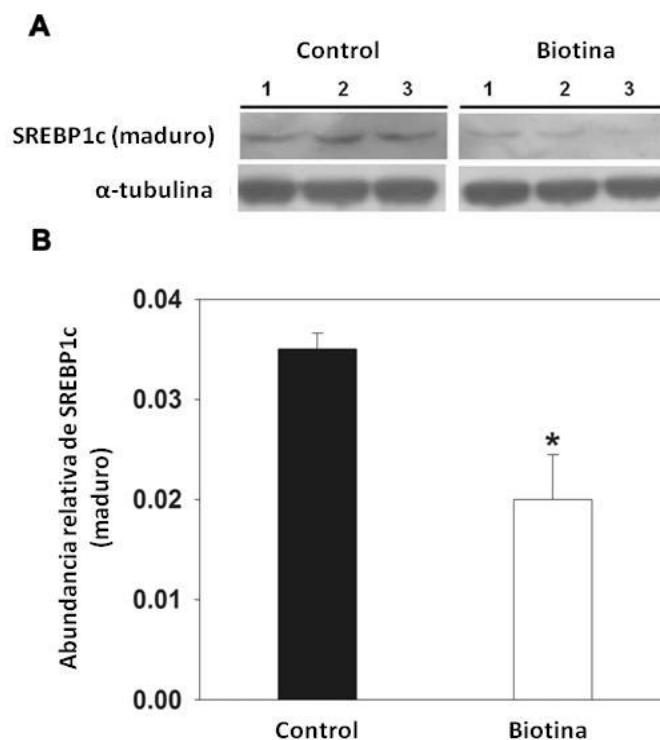 A
Control Biotina
1 2 3 1 2 3
SREBP1c (maduro)
α-tubulina
B
Abundancia relativa de SREBP1c
(maduro)
0.04
0.03
0.02
0.01
0.00
*
Control Biotina